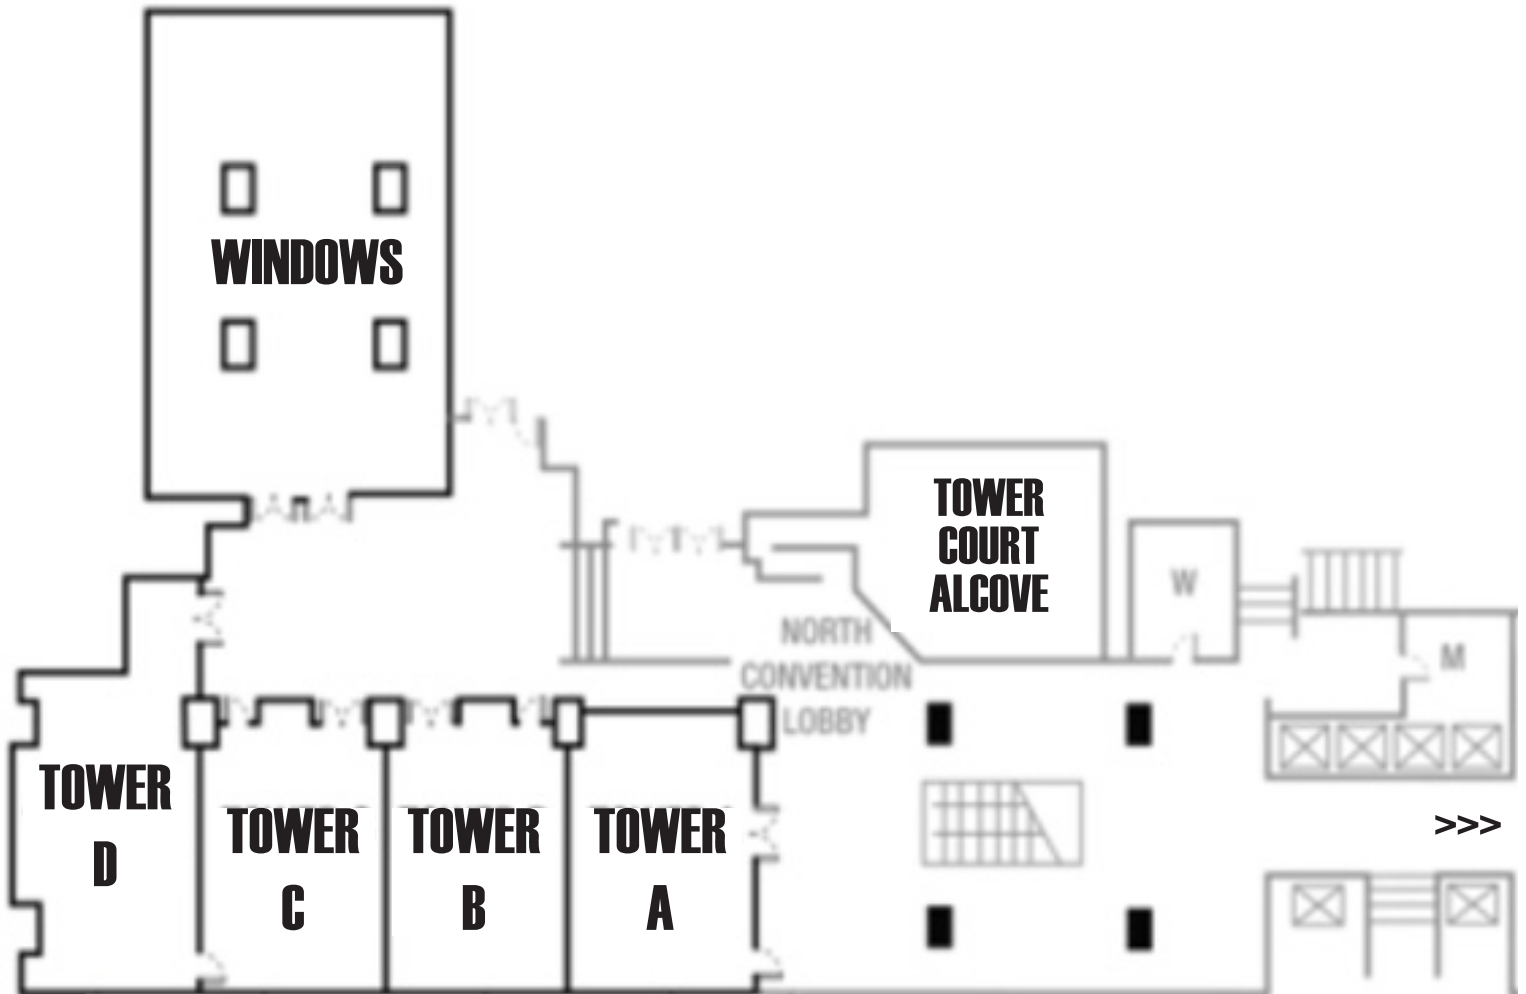 WINDOWS
TOWER
COURT
ALCOVE
W
NORTH
CONVENTION
LOBBY
M
TOWER
D
TOWER
C
TOWER
B
TOWER
A
>>>